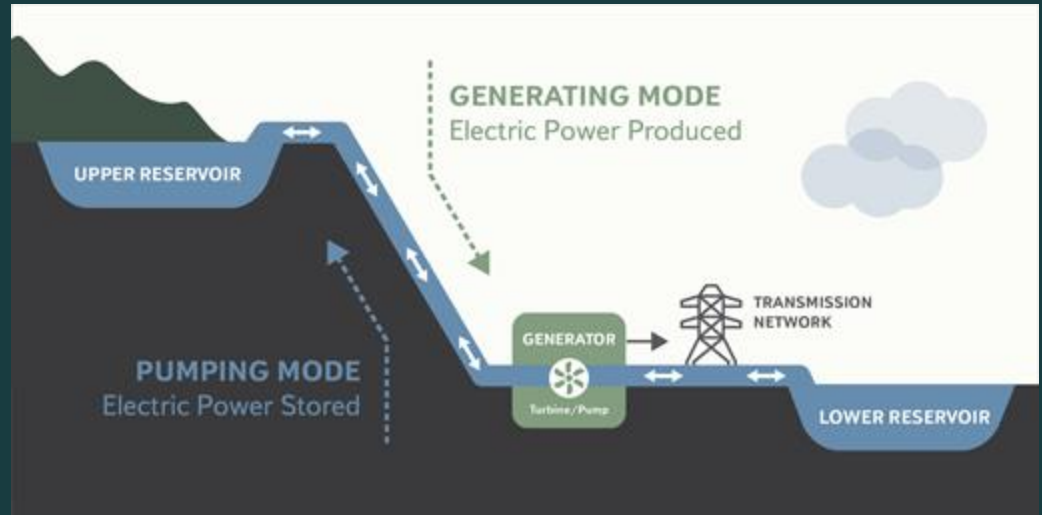 GENERATING MODE
Electric Power Produced
UPPER RESERVOIR
TRANSMISSION
NETWORK
GENERATOR
PUMPING MODE
Electric Power Stored
Turbine/Pump
LOWER RESERVOIR